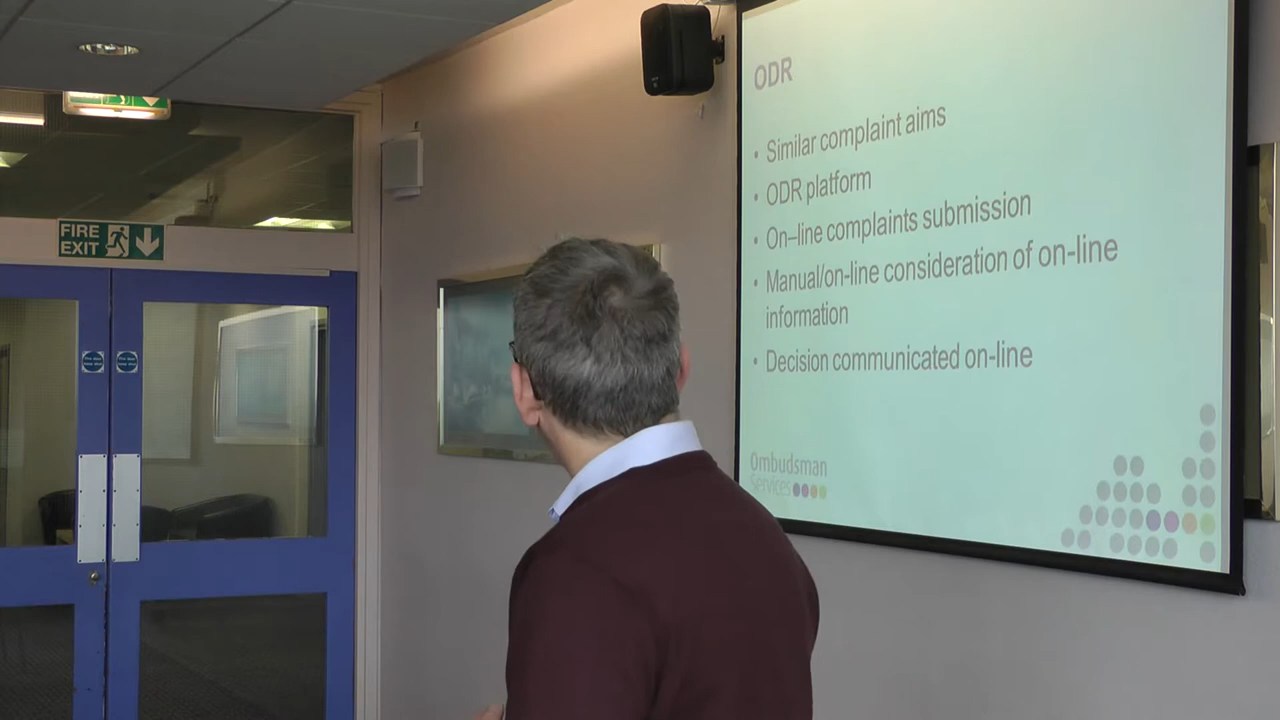 ODR
• Similar complaint aims
• ODR platform
• On–line complaints submission
• Manual/on-line consideration of on-line
information
• Decision communicated on-line
Ombudsman
Services
FIRE
EXIT